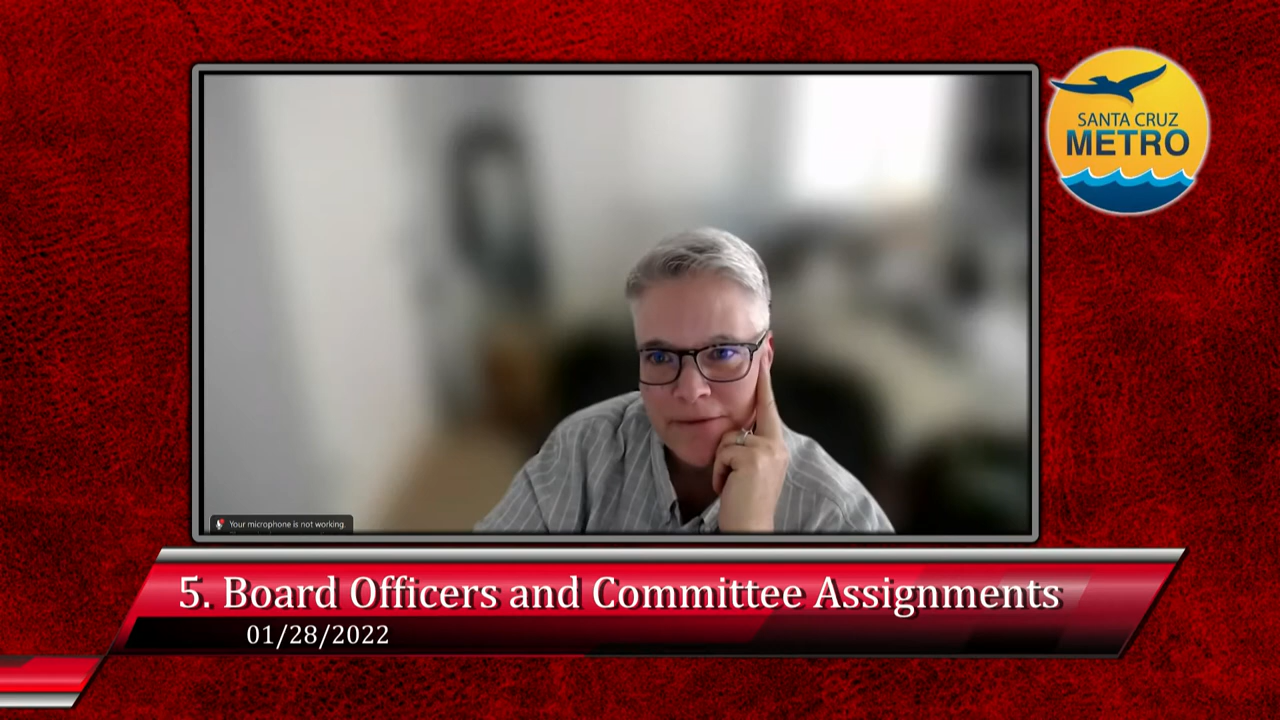 SANTA CRUZ
METRO
Your microphone is not working.
5. Board Officers and Committee Assignments
01/28/2022